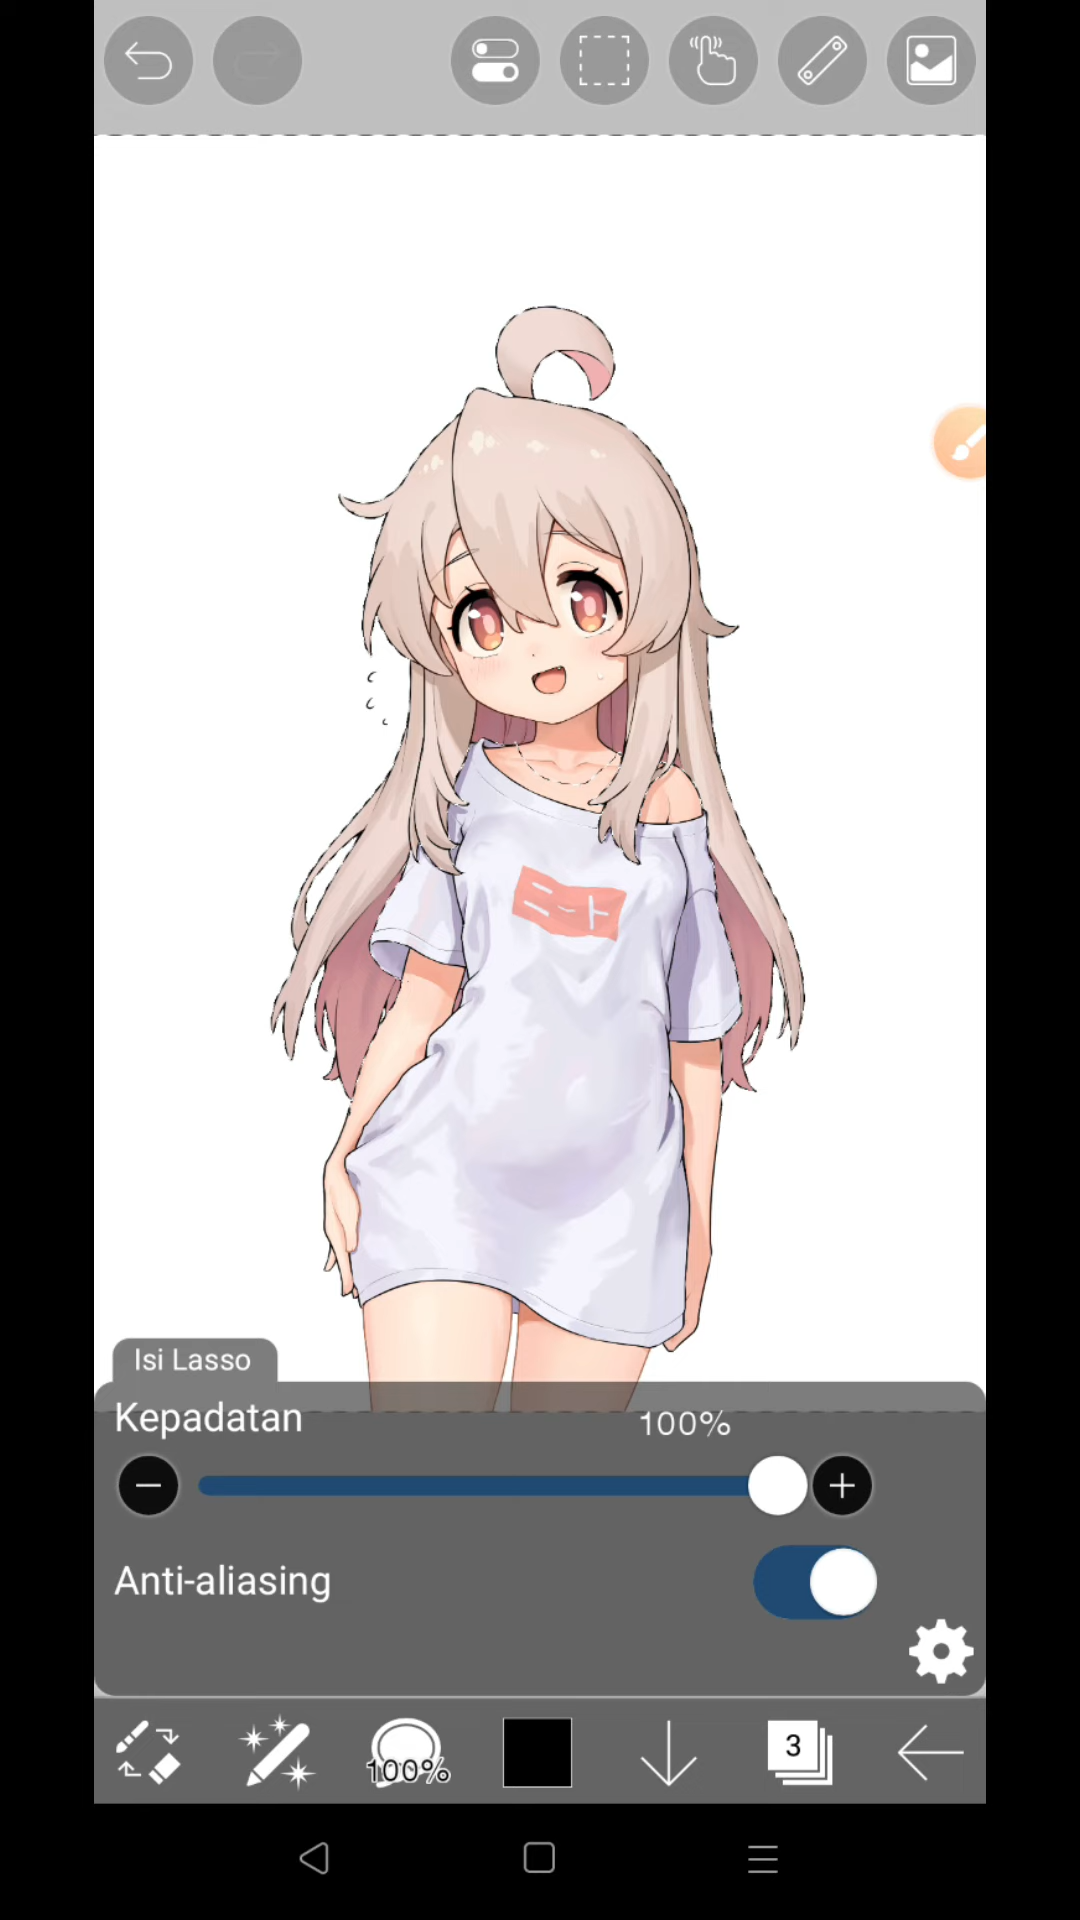 ニート
Isi Lasso
Kepadatan 100%
Anti-aliasing
100% 3